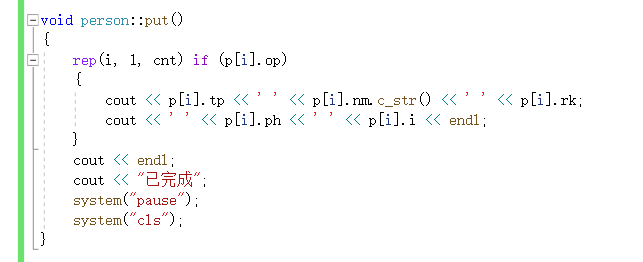 void person::put()
{
rep(i, 1, cnt) if (p[i].op)
{
cout << p[i].tp << ' ' << p[i].nm.c_str() << ' ' << p[i].rk;
cout << ' ' << p[i].ph << ' ' << p[i].i << endl;
}
cout << endl;
cout << "已完成";
system("pause");
system("cls");
}